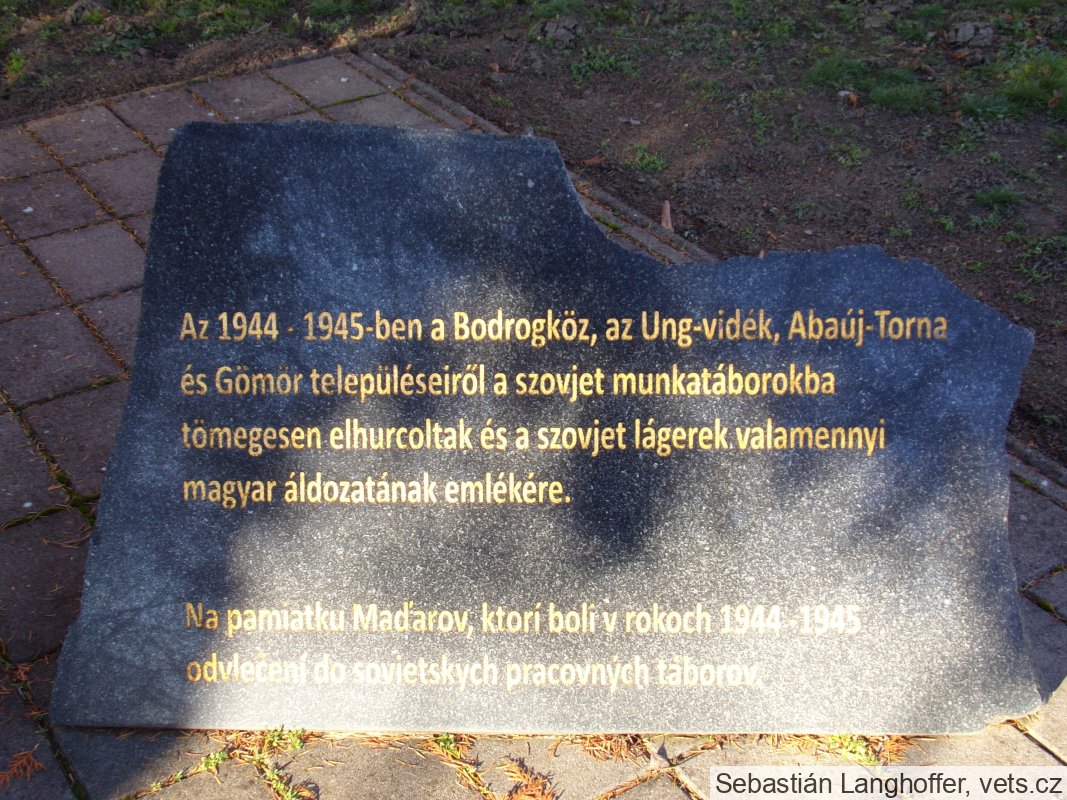 Az 1944 - 1945-ben a Bodrogköz, az Ung-vidék, Abaúj-Torna
és Gömör településeiről a szovjet munkatáborokba
tömegesen elhurcoltak és a szovjet lágerek valamennyi
magyar áldozatának emlékére.
Na pamiatku Maďarov, ktorí boli v rokoch 1944 -1945
odvlečení do sovietskych pracovných táborov.
Sebastián Langhoffer, vets.cz